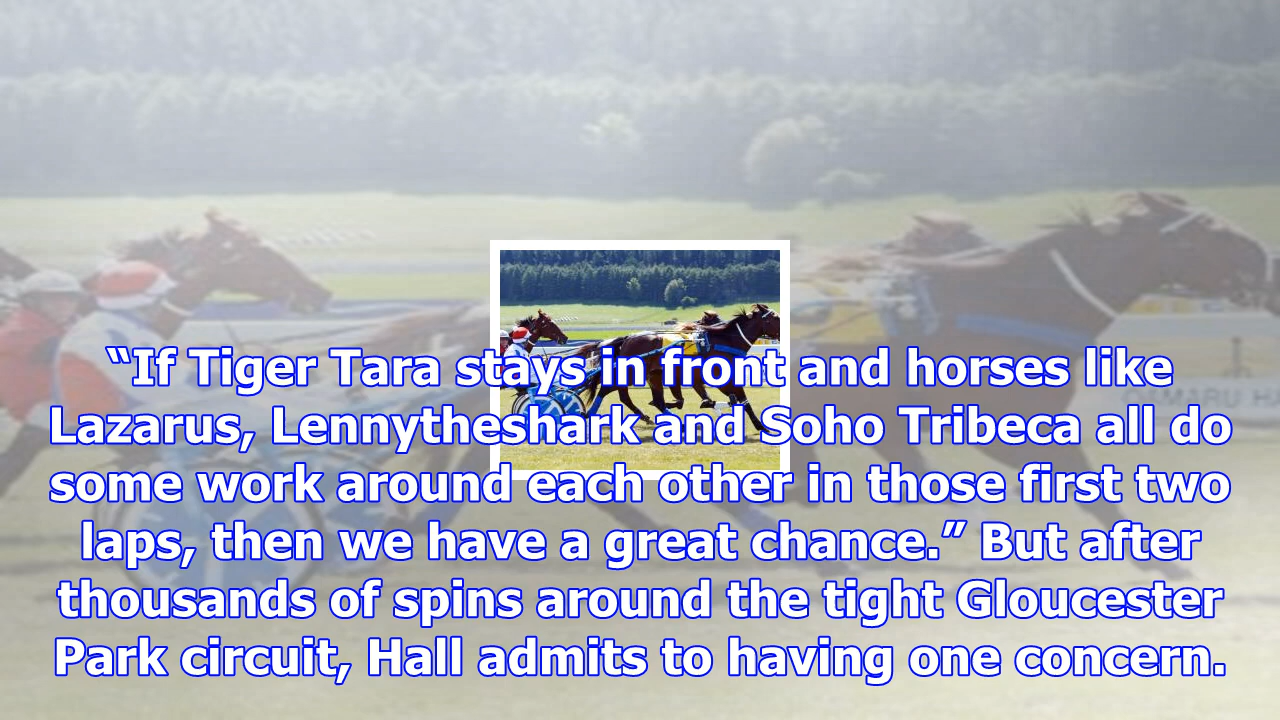 “If Tiger Tara stays in front and horses like
Lazarus, Lennytheshark and Soho Tribeca all do
some work around each other in those first two
laps, then we have a great chance.” But after
thousands of spins around the tight Gloucester
Park circuit, Hall admits to having one concern.
OAMARU